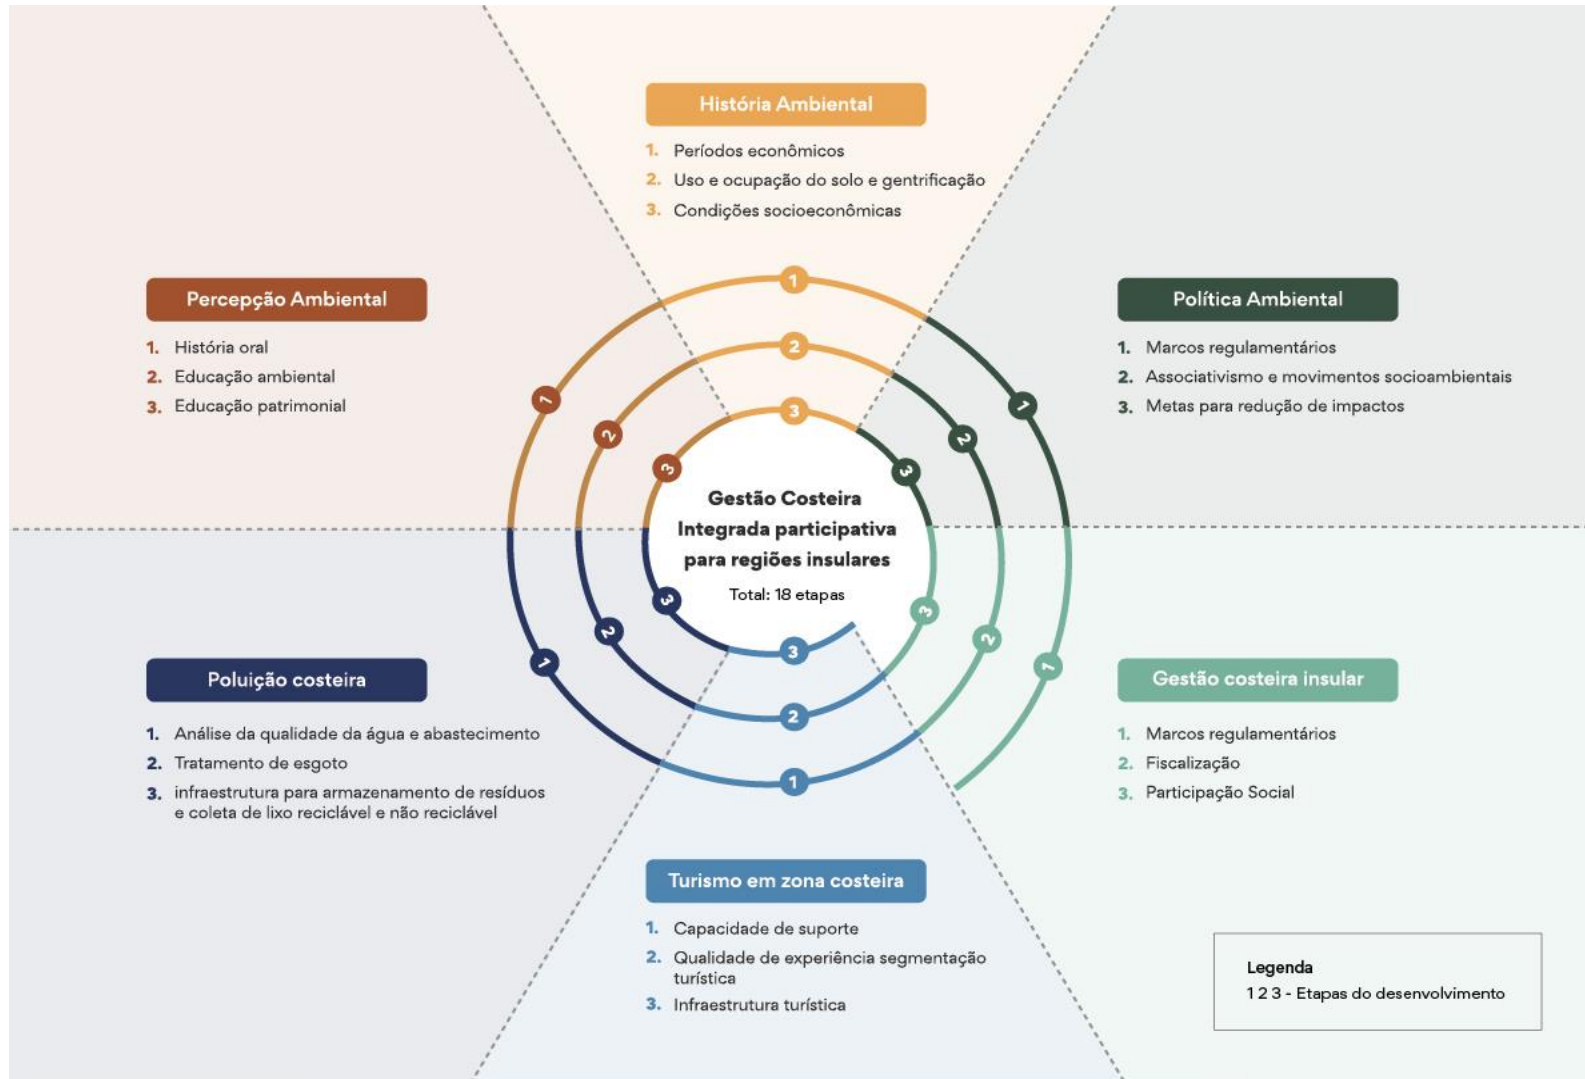 História Ambiental
1. Períodos econômicos
2. Uso e ocupação do solo e gentrificação
3. Condições socioeconômicas
Percepção Ambiental
1. História oral
2. Educação ambiental
3. Educação patrimonial
Política Ambiental
1. Marcos regulamentários
2. Associativismo e movimentos socioambientais
3. Metas para redução de impactos
1
2
3
1
2
3
1
2
3
Gestão Costeira
Integrada participativa
para regiões insulares
Total: 18 etapas
3
2
1
3
2
1
3
2
1
Poluição costeira
1. Análise da qualidade da água e abastecimento
2. Tratamento de esgoto
3. infraestrutura para armazenamento de resíduos
e coleta de lixo reciclável e não reciclável
Gestão costeira insular
1. Marcos regulamentários
2. Fiscalização
3. Participação Social
Turismo em zona costeira
1. Capacidade de suporte
2. Qualidade de experiência segmentação
turística
3. Infraestrutura turística
Legenda
1 2 3 - Etapas do desenvolvimento